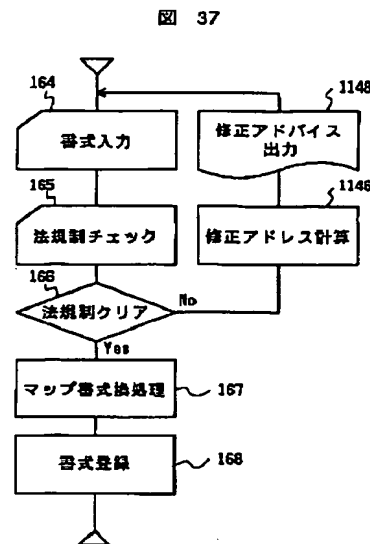 図 37
164
書式入力
165
法規制チェック
166
法規制クリア
No
Yes
マップ書式換処理
167
書式登録
168
1148
修正アドバイス
出力
1146
修正アドレス計算